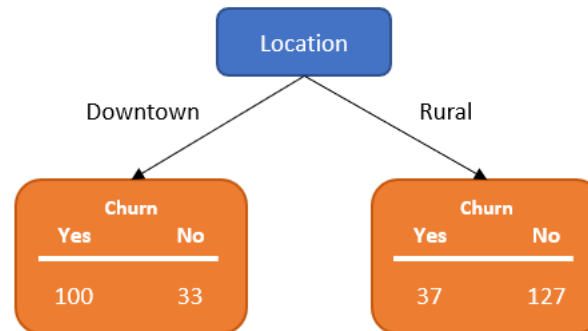 Location
Downtown
Rural
Churn
Yes No
100 33
Churn
Yes No
37 127